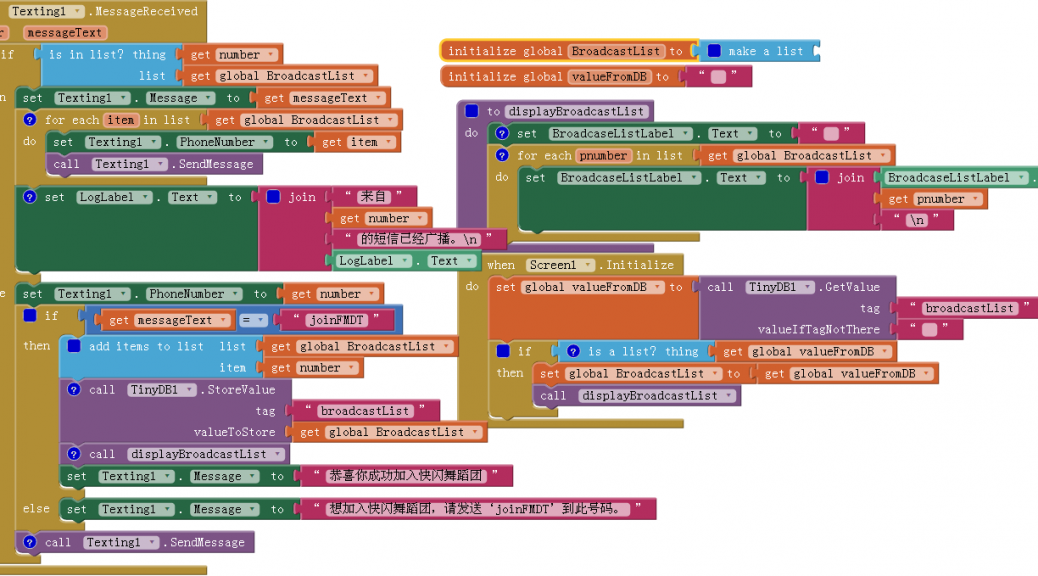 Texting1 .MessageReceived
r messageText
if is in list? thing get number
list get global BroadcastList
n set Texting1 . Message to get messageText
? for each item in list get global BroadcastList
do set Texting1 . PhoneNumber to get item
call Texting1 .SendMessage
? set LogLabel . Text to join " 来自 "
get number
" 的短信已经广播。\n "
LogLabel . Text
e set Texting1 . PhoneNumber to get number
if get messageText = " joinFMDT "
then add items to list list get global BroadcastList
item get number
? call TinyDB1 .StoreValue
tag " broadcastList "
valueToStore get global BroadcastList
? call displayBroadcastList
set Texting1 . Message to " 恭喜你成功加入快闪舞蹈团 "
else set Texting1 . Message to " 想加入快闪舞蹈团，请发送‘joinFMDT’到此号码。 "
? call Texting1 .SendMessage
initialize global BroadcastList to make a list
initialize global valueFromDB to " "
to displayBroadcastList
do ? set BroadcaseListLabel . Text to " "
? for each pnumber in list get global BroadcastList
do set BroadcaseListLabel . Text to join BroadcaseListLabel .
get pnumber
" \n "
when Screen1 .Initialize
do set global valueFromDB to call TinyDB1 .GetValue
tag " broadcastList "
valueIfTagNotThere " "
if ? is a list? thing get global valueFromDB
then set global BroadcastList to get global valueFromDB
call displayBroadcastList